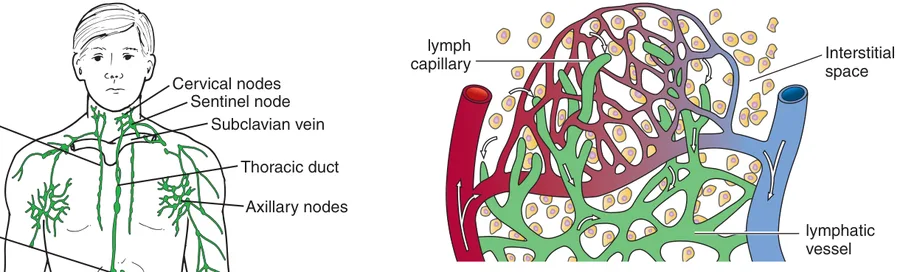 Cervical nodes
Sentinel node
Subclavian vein
Thoracic duct
Axillary nodes
lymph
capillary
Interstitial
space
lymphatic
vessel